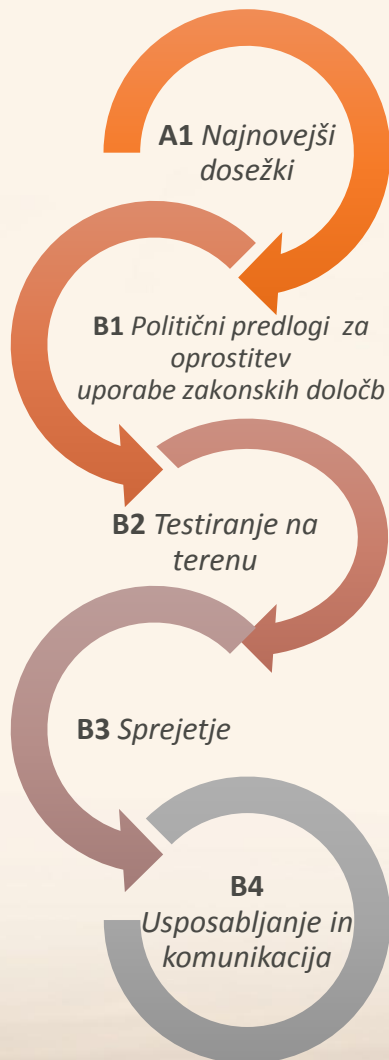 A1 Najnovejši
dosežki
B1 Politični predlogi za
oprostitev
uporabe zakonskih določb
B2 Testiranje na
terenu
B3 Sprejetje
B4
Usposabljanje in
komunikacija